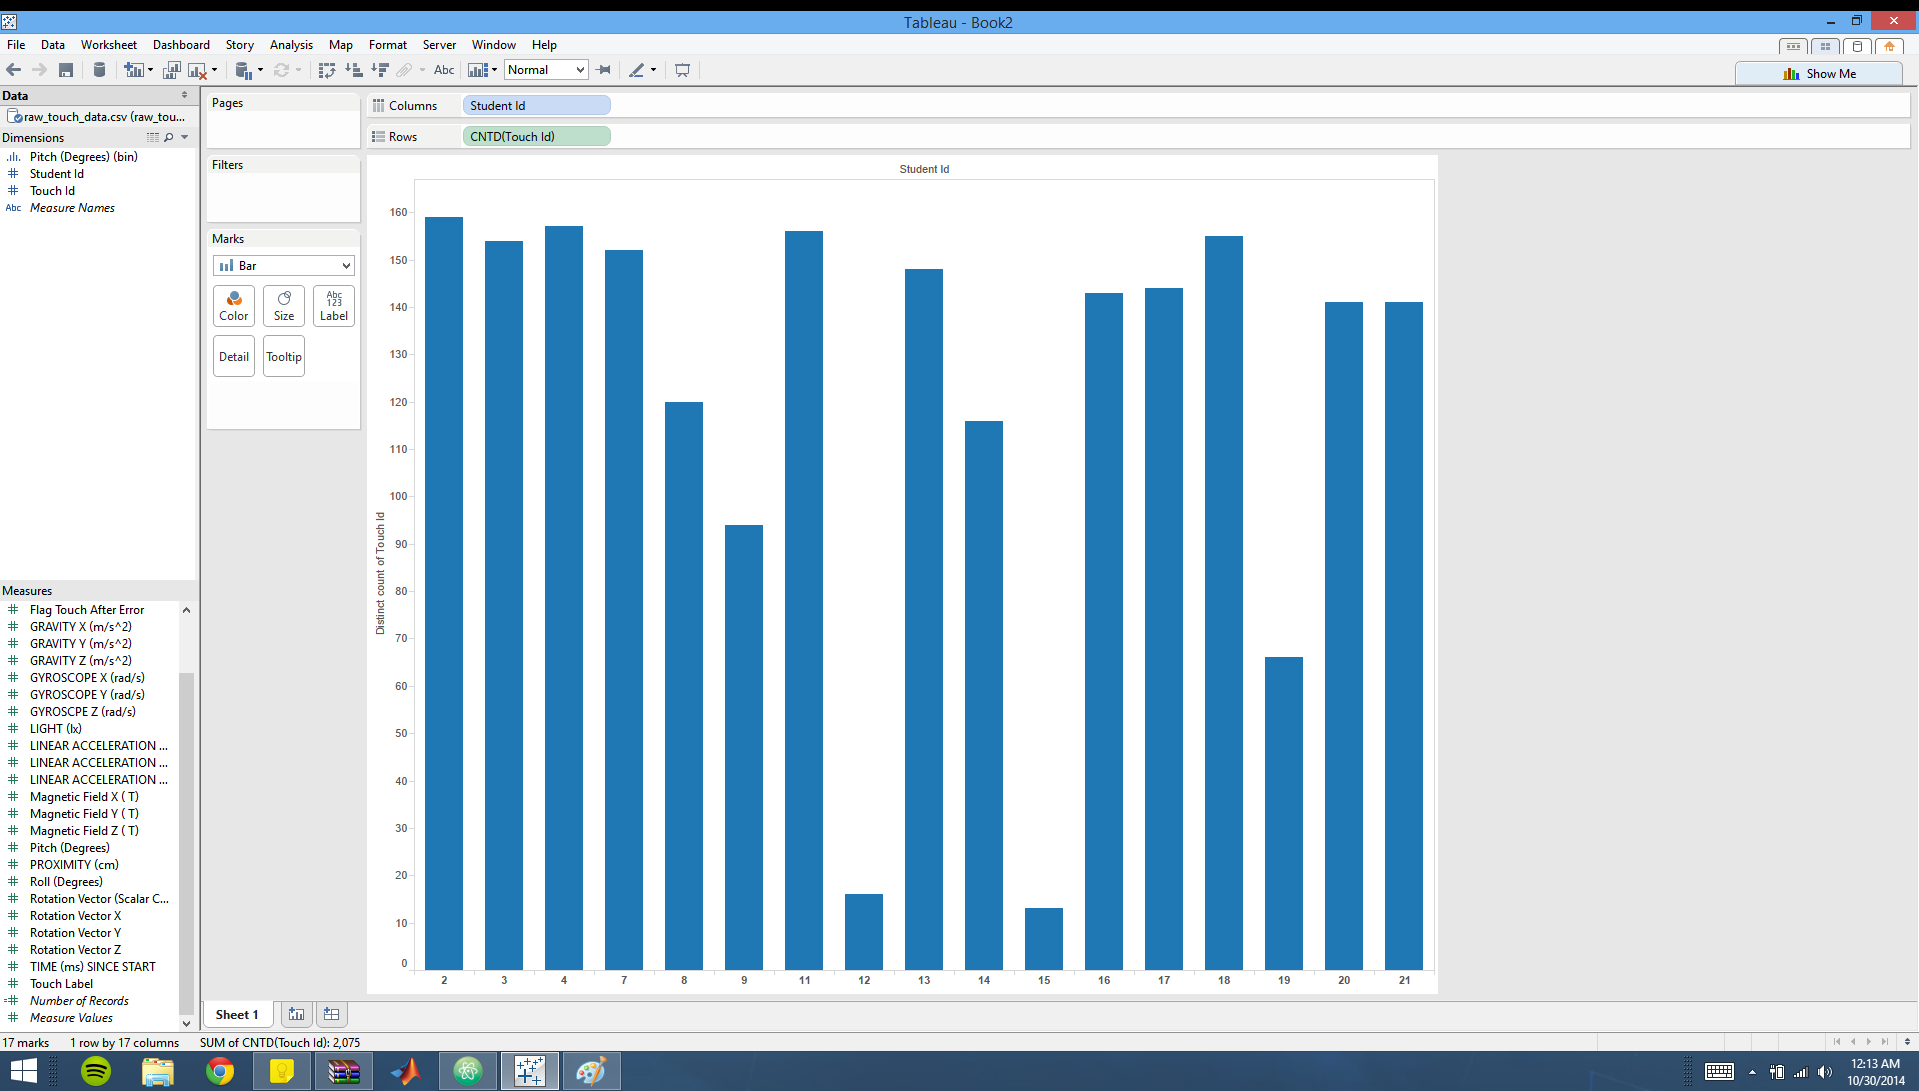 Tableau - Book2
File Data Worksheet Dashboard Story Analysis Map Format Server Window Help
Abc Normal
Show Me
Data
raw_touch_data.csv (raw_tou...
Dimensions
Pitch (Degrees) (bin)
Student Id
Touch Id
Abc Measure Names
Measures
Flag Touch After Error
GRAVITY X (m/s^2)
GRAVITY Y (m/s^2)
GRAVITY Z (m/s^2)
GYROSCOPE X (rad/s)
GYROSCOPE Y (rad/s)
GYROSCPE Z (rad/s)
LIGHT (lx)
LINEAR ACCELERATION ...
LINEAR ACCELERATION ...
LINEAR ACCELERATION ...
Magnetic Field X ( T)
Magnetic Field Y ( T)
Magnetic Field Z ( T)
Pitch (Degrees)
PROXIMITY (cm)
Roll (Degrees)
Rotation Vector (Scalar C...
Rotation Vector X
Rotation Vector Y
Rotation Vector Z
TIME (ms) SINCE START
Touch Label
Number of Records
Measure Values
Pages
Filters
Marks
Bar
Color
Size
Abc
123
Label
Detail
Tooltip
Columns Student Id
Rows CNTD(Touch Id)
Student Id
Distinct count of Touch Id
160
150
140
130
120
110
100
90
80
70
60
50
40
30
20
10
0
2 3 4 7 8 9 11 12 13 14 15 16 17 18 19 20 21
Sheet 1
17 marks 1 row by 17 columns SUM of CNTD(Touch Id): 2,075
12:13 AM
10/30/2014